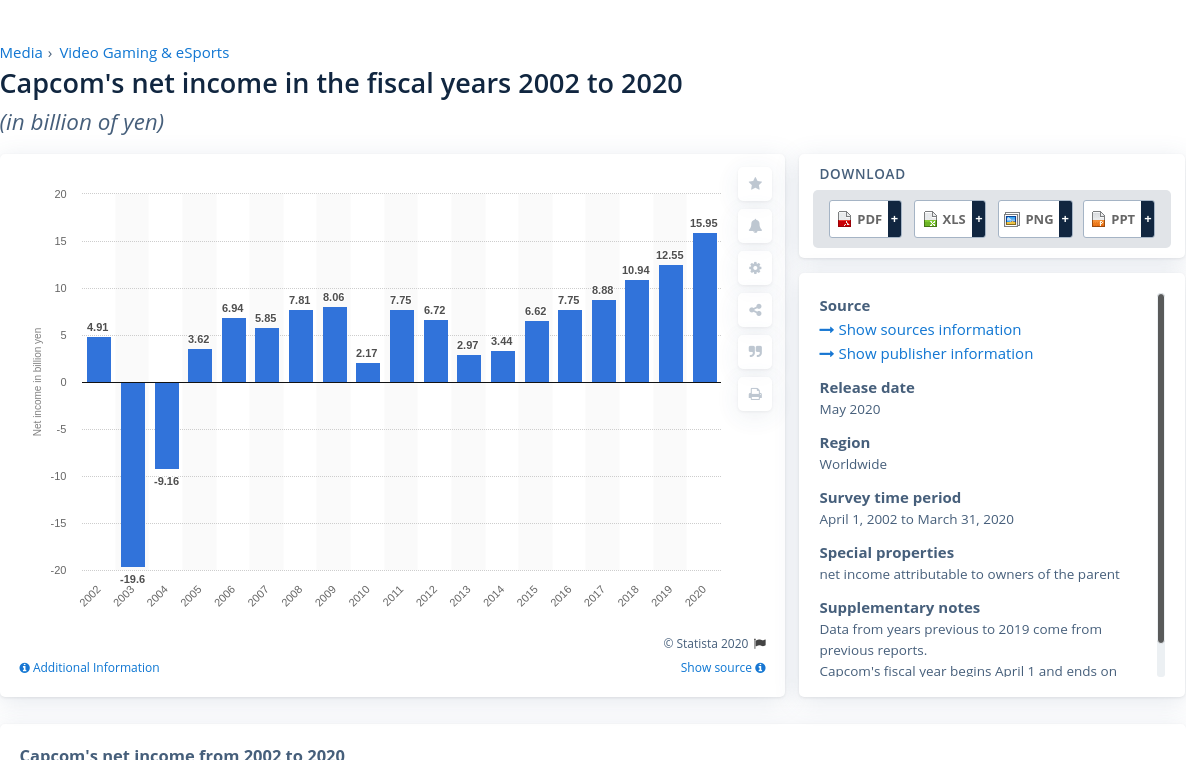 Media › Video Gaming & eSports
Capcom's net income in the fiscal years 2002 to 2020
(in billion of yen)
DOWNLOAD
PDF + XLS + PNG + PPT +
Net income in billion yen
20
15
10
5
0
-5
-10
-15
-20
4.91
-19.6
-9.16
3.62
6.94
5.85
7.81
8.06
2.17
7.75
6.72
2.97
3.44
6.62
7.75
8.88
10.94
12.55
15.95
2002 2003 2004 2005 2006 2007 2008 2009 2010 2011 2012 2013 2014 2015 2016 2017 2018 2019 2020
© Statista 2020
Additional Information
Show source
Source
Show sources information
Show publisher information
Release date
May 2020
Region
Worldwide
Survey time period
April 1, 2002 to March 31, 2020
Special properties
net income attributable to owners of the parent
Supplementary notes
Data from years previous to 2019 come from
previous reports.
Capcom's fiscal year begins April 1 and ends on
Capcom's net income from 2002 to 2020